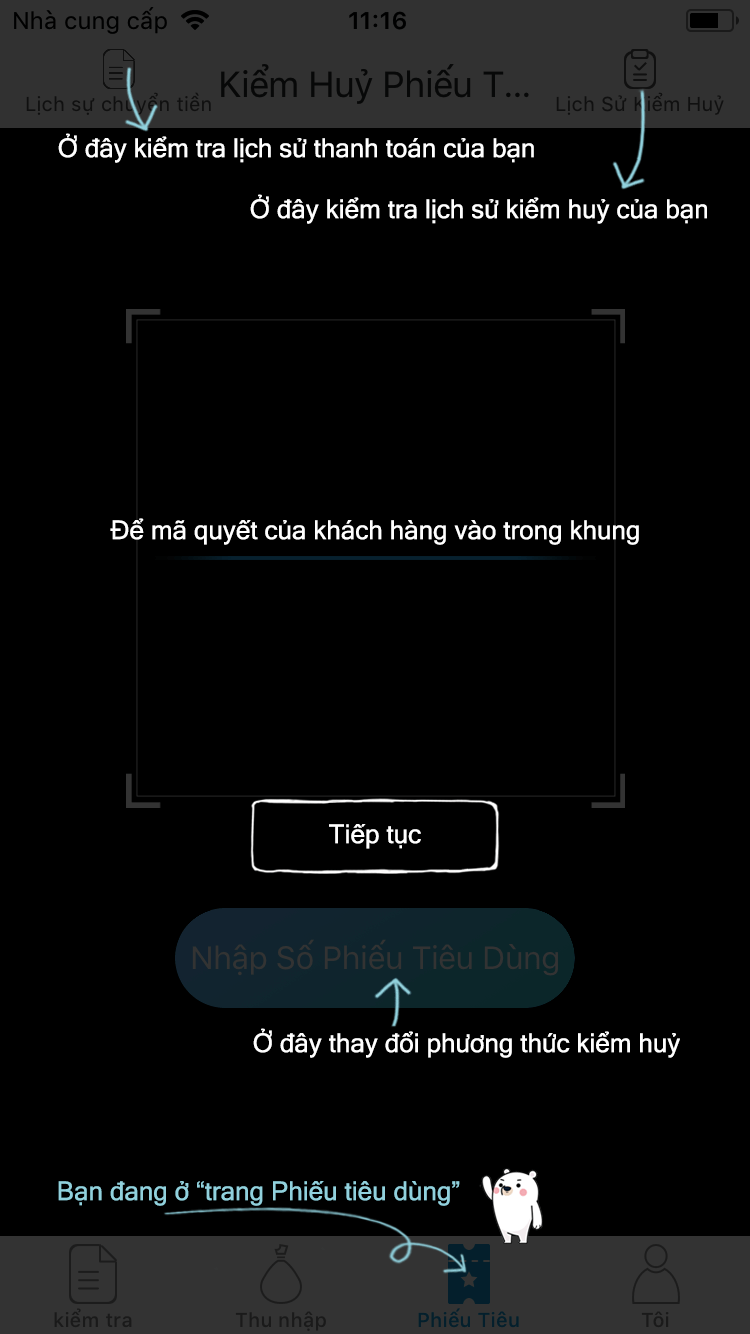 Nhà cung cấp
11:16
Lịch sự chuyển tiền
Kiểm Huỷ Phiếu T...
Lịch Sử Kiểm Huỷ
Ở đây kiểm tra lịch sử thanh toán của bạn
Ở đây kiểm tra lịch sử kiểm huỷ của bạn
Để mã quyết của khách hàng vào trong khung
Tiếp tục
Nhập Số Phiếu Tiêu Dùng
Ở đây thay đổi phương thức kiểm huỷ
Bạn đang ở “trang Phiếu tiêu dùng”
kiểm tra
Thu nhập
Phiếu Tiêu
Tôi